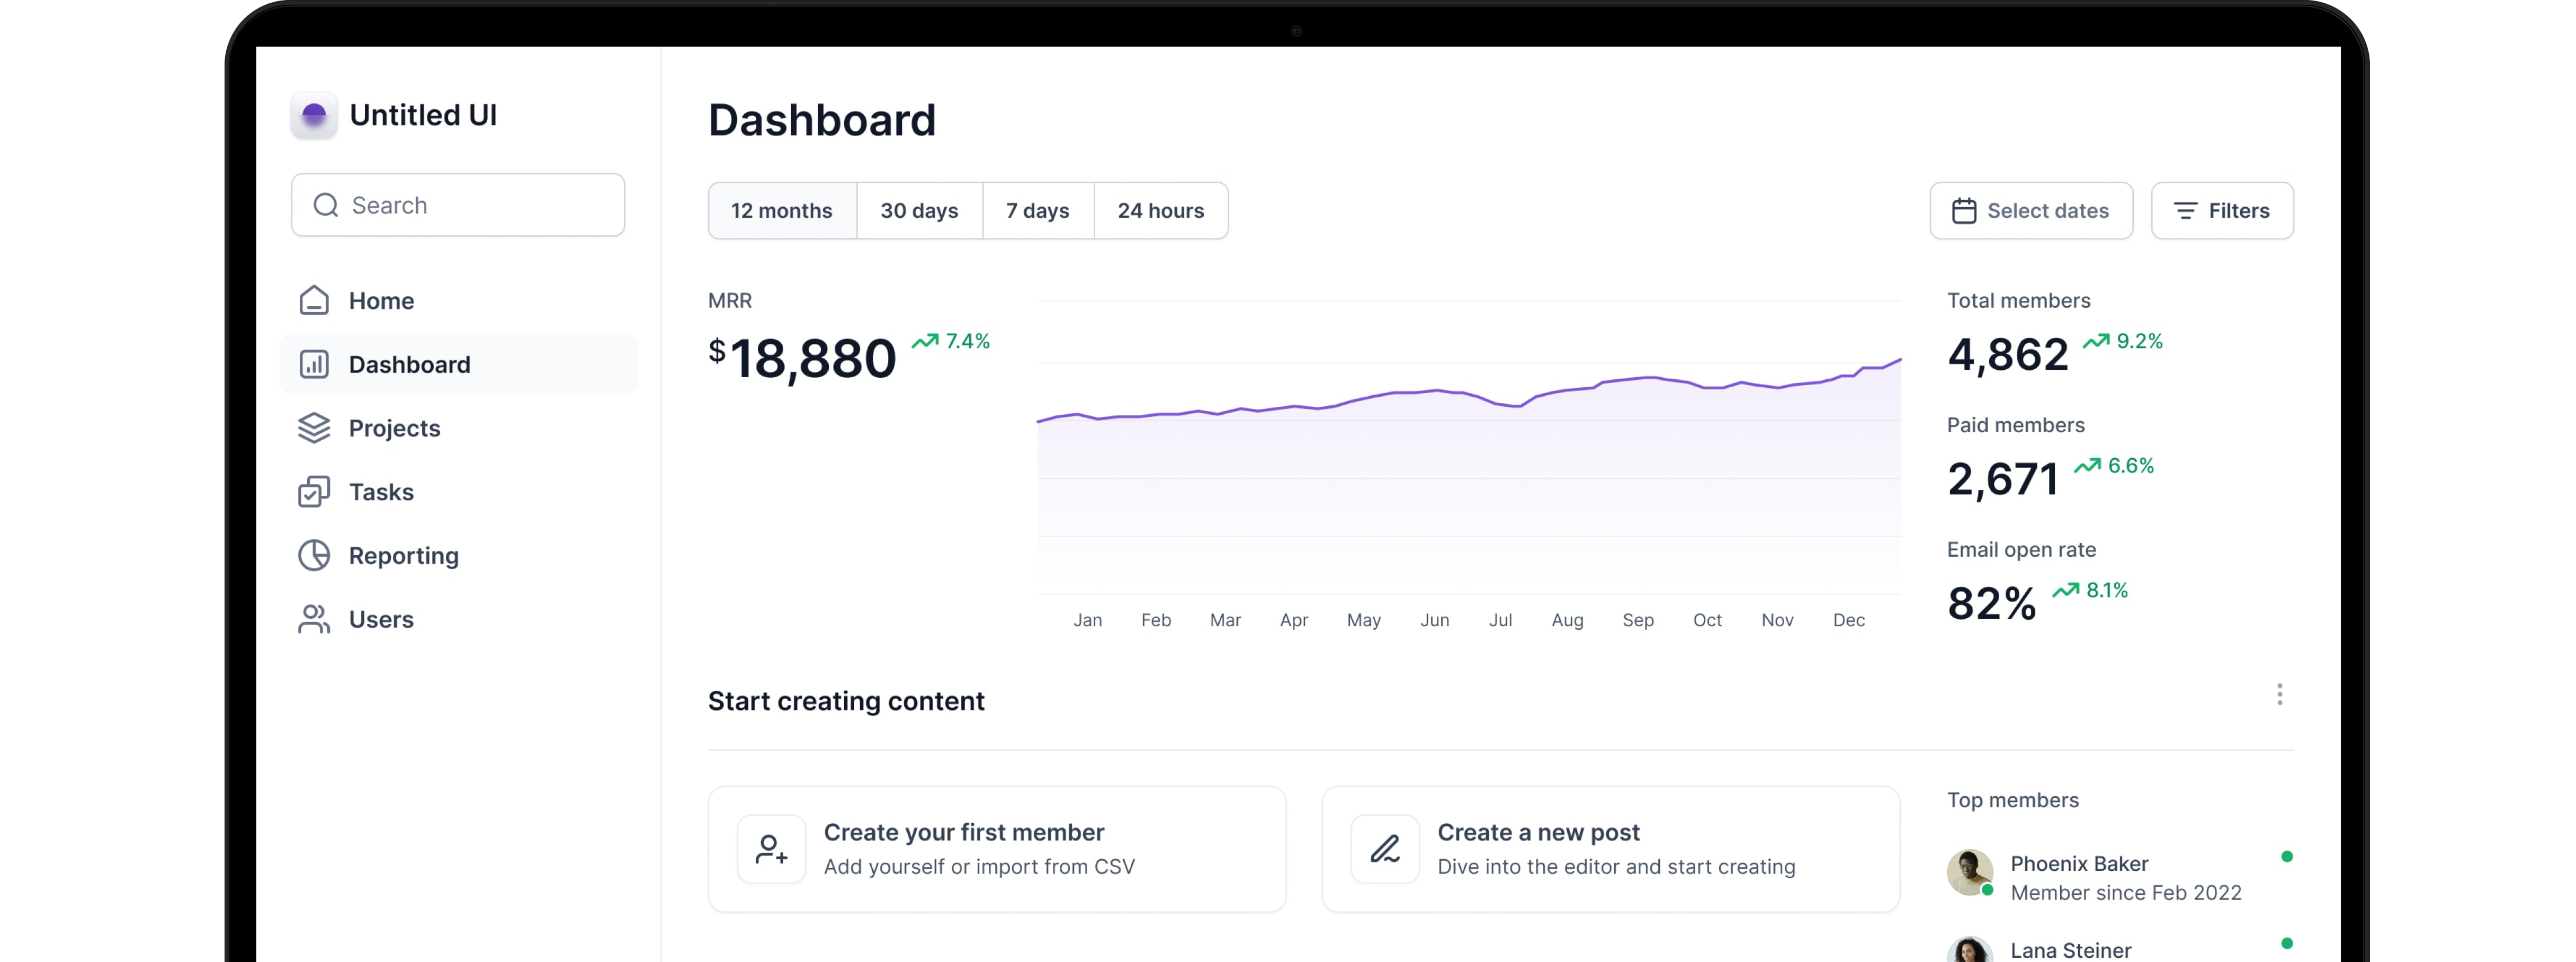 Untitled UI
Search
Home
Dashboard
Projects
Tasks
Reporting
Users
Dashboard
12 months
30 days
7 days
24 hours
Select dates
Filters
MRR
$18,880
7.4%
Jan Feb Mar Apr May Jun Jul Aug Sep Oct Nov Dec
Total members
4,862
9.2%
Paid members
2,671
6.6%
Email open rate
82%
8.1%
Start creating content
Create your first member
Add yourself or import from CSV
Create a new post
Dive into the editor and start creating
Top members
Phoenix Baker
Member since Feb 2022
Lana Steiner